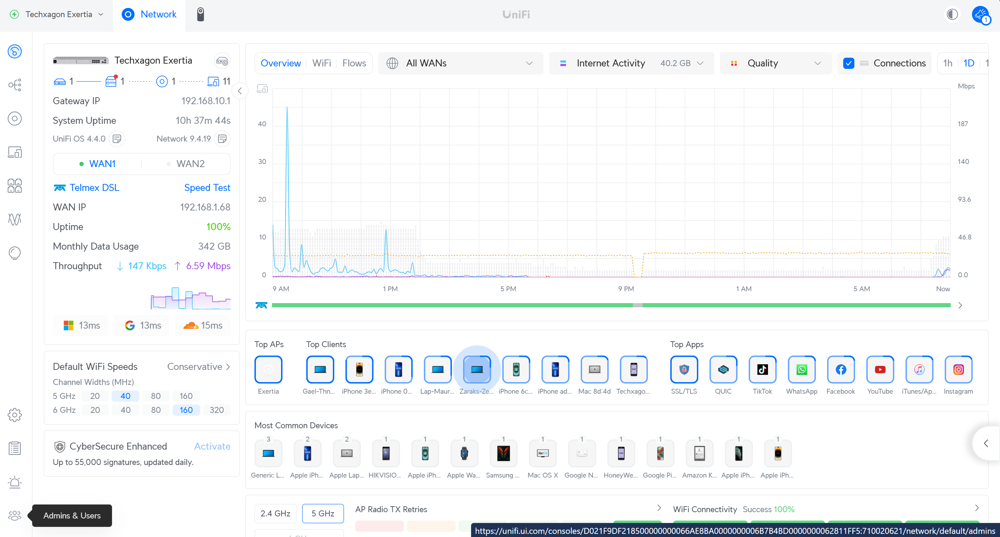 Techxagon Exertia
Network
UniFi
1
Techxagon Exertia
1 1 1 11
Gateway IP 192.168.10.1
System Uptime 10h 37m 44s
UniFi OS 4.4.0 Network 9.4.19
WAN1 WAN2
Telmex DSL Speed Test
WAN IP 192.168.1.68
Uptime 100%
Monthly Data Usage 342 GB
Throughput ↓ 147 Kbps ↑ 6.59 Mbps
13ms 13ms 15ms
Default WiFi Speeds Conservative
Channel Widths (MHz)
5 GHz 20 40 80 160
6 GHz 20 40 80 160 320
CyberSecure Enhanced Activate
Up to 55,000 signatures, updated daily.
Admins & Users
Overview WiFi Flows All WANs Internet Activity 40.2 GB Quality Connections 1h 1D 1
Mbps
40 187
30 140
20 93.6
10 46.8
0 0.0
9 AM 1 PM 5 PM 9 PM 1 AM 5 AM Now
Top APs Top Clients Top Apps
Exertia Gael-Thn... iPhone 3e... iPhone 0... Lap-Maur... Zaraks-Ze... iPhone 6c... iPhone ad... Mac 8d:4d Techxago... SSL/TLS QUIC TikTok WhatsApp Facebook YouTube iTunes/Ap... Instagram
Most Common Devices
3 2 2 1 1 1 1 1 1 1 1 1 1 1
MacOS
Generic L... Apple iPh... Apple Lap... HIKVISIO... Apple iPh... Apple Wa... Samsung ... Mac OS X Google N... HoneyWe... Google Pi... Amazon K... Apple iPh... Apple iPh...
2.4 GHz 5 GHz AP Radio TX Retries WiFi Connectivity Success 100%
https://unifi.ui.com/consoles/D021F9DF218500000000066AE8BA0000000006B7B4BD0000000062811FF5:710020621/network/default/admins